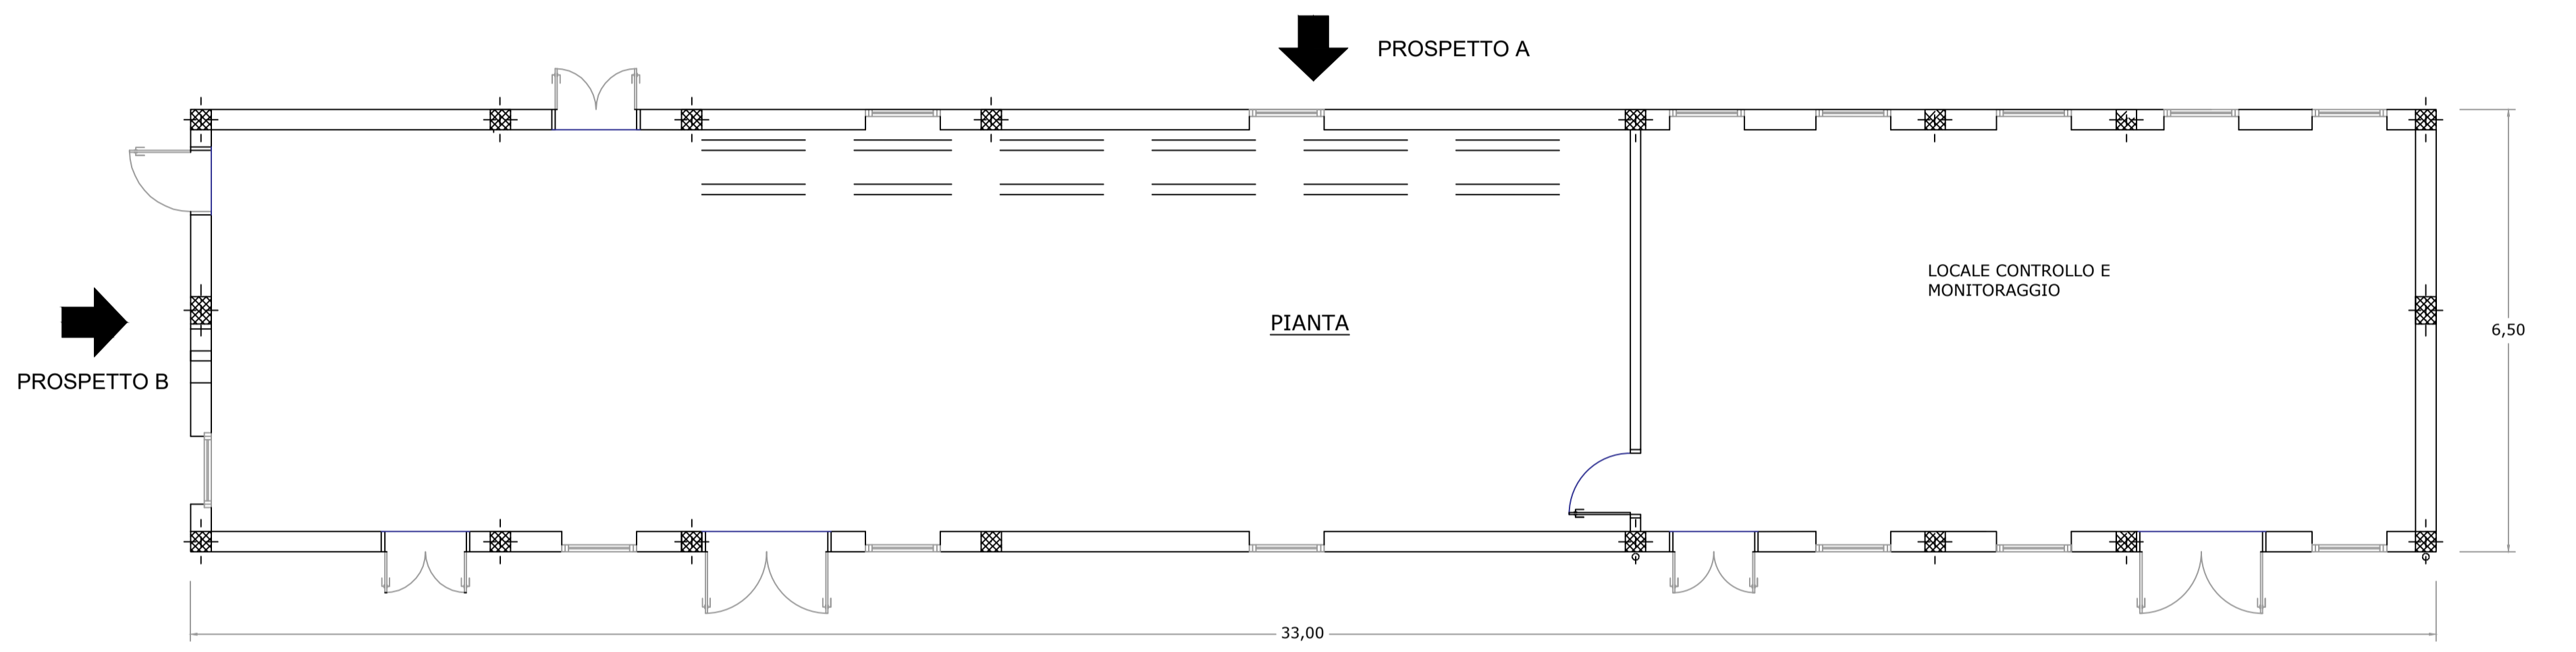 PROSPETTO A
LOCALE CONTROLLO E
MONITORAGGIO
PIANTA
6,50
PROSPETTO B
33,00